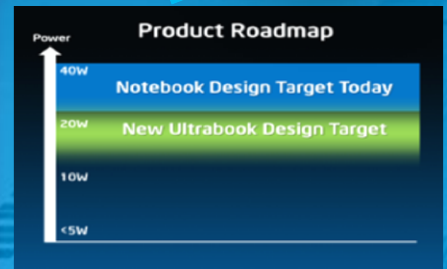 Product Roadmap
Power
40W
Notebook Design Target Today
20W
New Ultrabook Design Target
10W
<5W